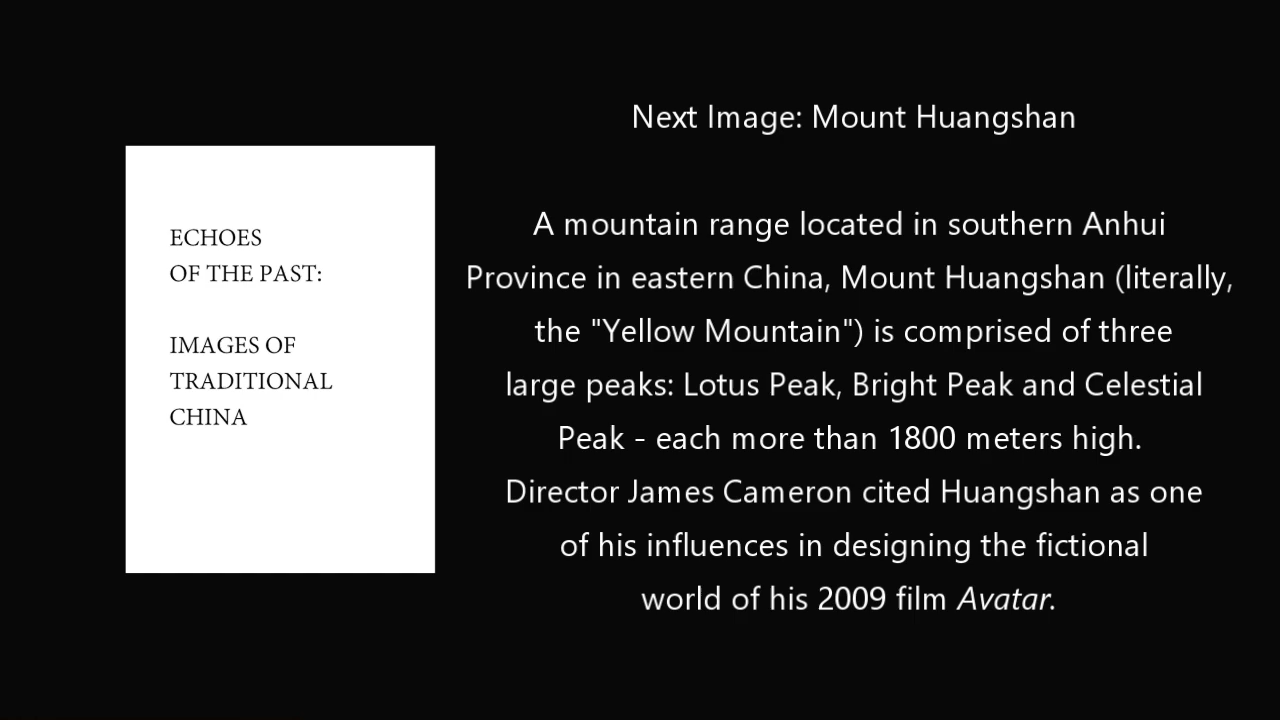 ECHOES
OF THE PAST:
IMAGES OF
TRADITIONAL
CHINA
Next Image: Mount Huangshan
A mountain range located in southern Anhui
Province in eastern China, Mount Huangshan (literally,
the "Yellow Mountain") is comprised of three
large peaks: Lotus Peak, Bright Peak and Celestial
Peak - each more than 1800 meters high.
Director James Cameron cited Huangshan as one
of his influences in designing the fictional
world of his 2009 film Avatar.